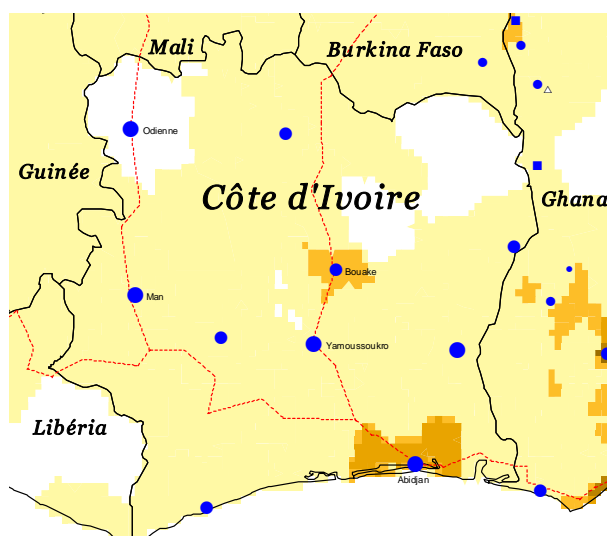 Mali
Burkina Faso
Odienne
Guinée
Côte d'Ivoire
Ghana
Bouake
Man
Yamoussoukro
Libéria
Abidjan